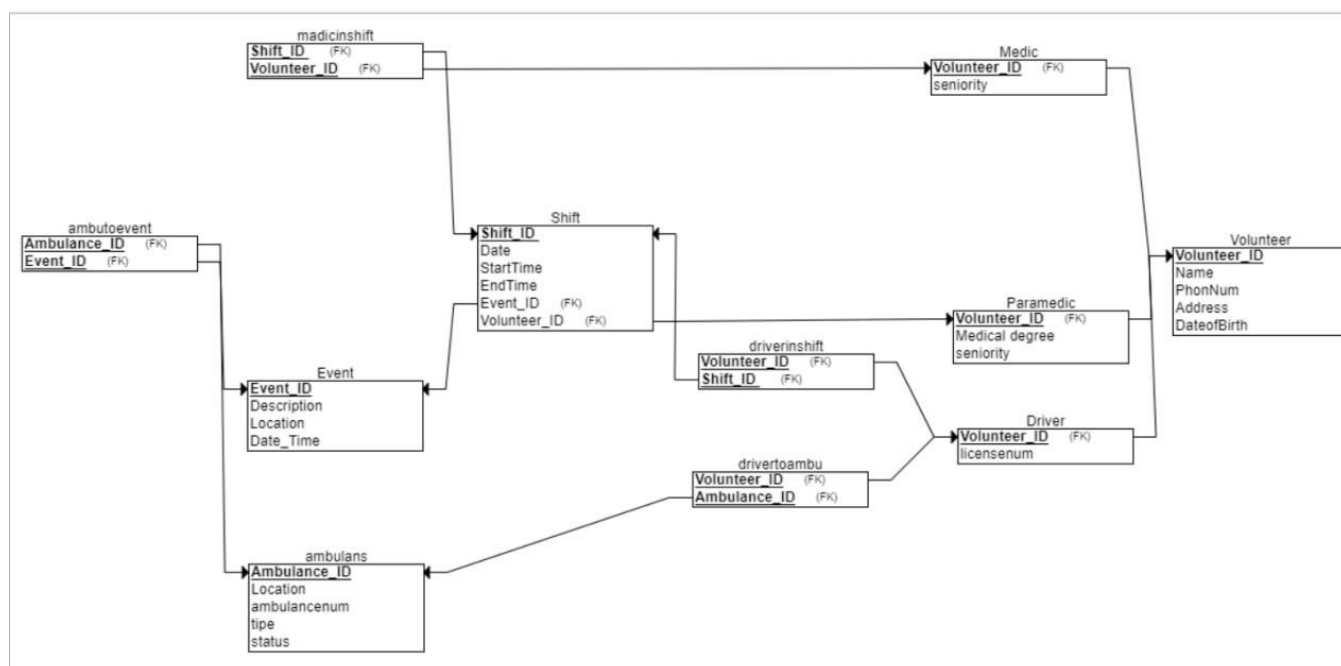 madicinshift
Shift_ID (FK)
Volunteer_ID (FK)
Medic
Volunteer_ID (FK)
seniority
ambutoevent
Ambulance_ID (FK)
Event_ID (FK)
Shift
Shift_ID
Date
StartTime
EndTime
Event_ID (FK)
Volunteer_ID (FK)
Volunteer
Volunteer_ID
Name
PhonNum
Address
DateofBirth
Paramedic
Volunteer_ID (FK)
Medical degree
seniority
driverinshift
Volunteer_ID (FK)
Shift_ID (FK)
Event
Event_ID
Description
Location
Date_Time
Driver
Volunteer_ID (FK)
licensenum
drivertoambu
Volunteer_ID (FK)
Ambulance_ID (FK)
ambulans
Ambulance_ID
Location
ambulancenum
tipe
status